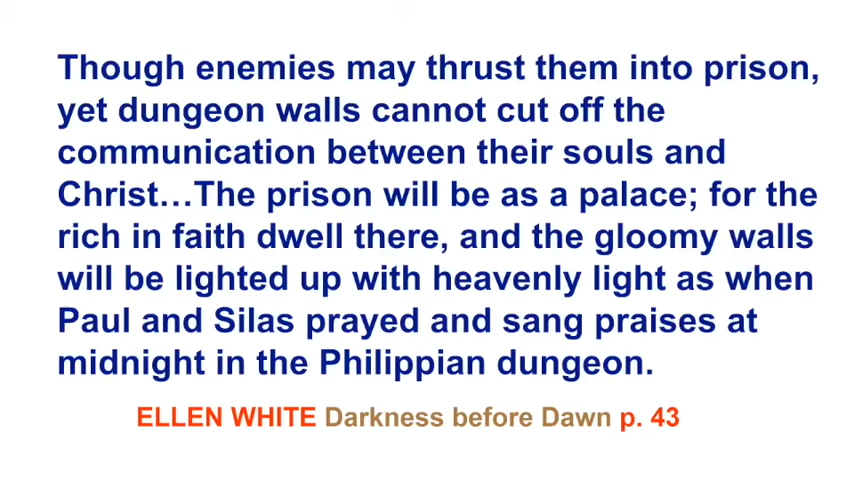 Though enemies may thrust them into prison,
yet dungeon walls cannot cut off the
communication between their souls and
Christ…The prison will be as a palace; for the
rich in faith dwell there, and the gloomy walls
will be lighted up with heavenly light as when
Paul and Silas prayed and sang praises at
midnight in the Philippian dungeon.
ELLEN WHITE Darkness before Dawn p. 43